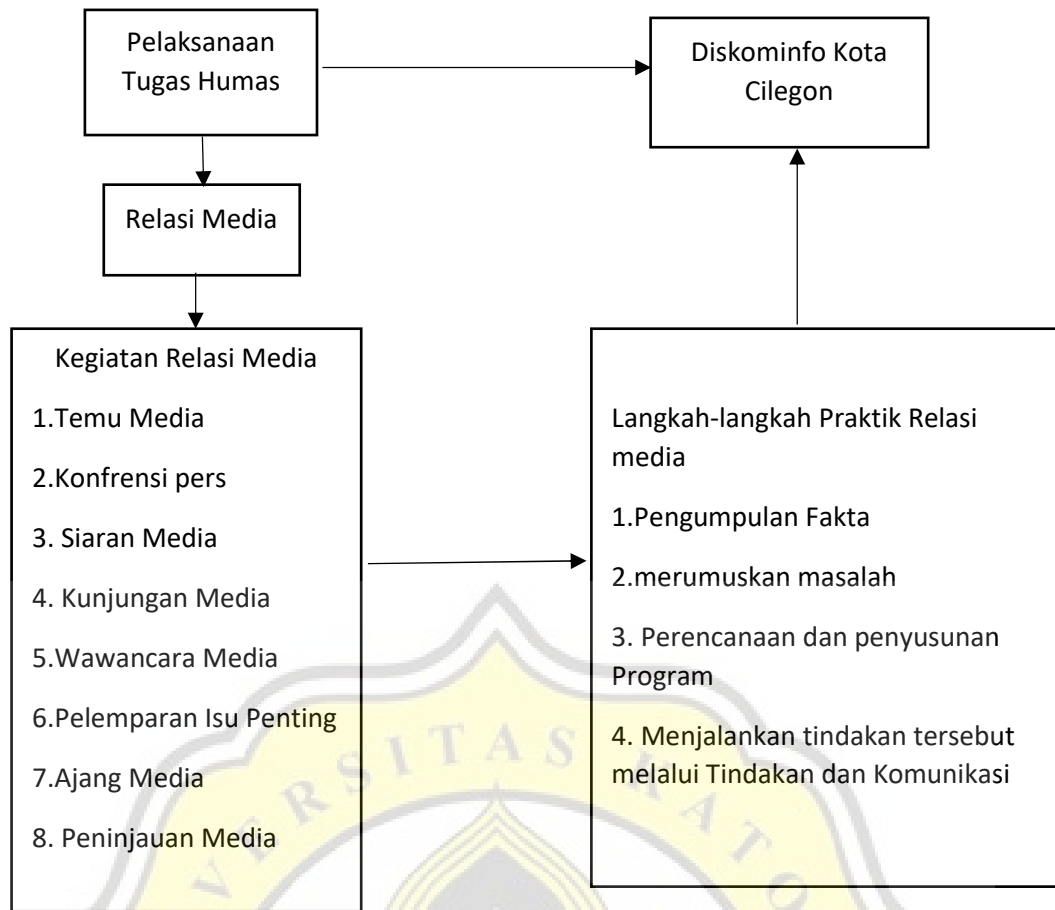 Pelaksanaan
Tugas Humas
Diskominfo Kota
Cilegon
Relasi Media
Kegiatan Relasi Media
1.Temu Media
2.Konfrensi pers
3. Siaran Media
4. Kunjungan Media
5.Wawancara Media
6.Pelemparan Isu Penting
7.Ajang Media
8. Peninjauan Media
Langkah-langkah Praktik Relasi
media
1.Pengumpulan Fakta
2.merumuskan masalah
3. Perencanaan dan penyusunan
Program
4. Menjalankan tindakan tersebut
melalui Tindakan dan Komunikasi
VERSITAS KATO